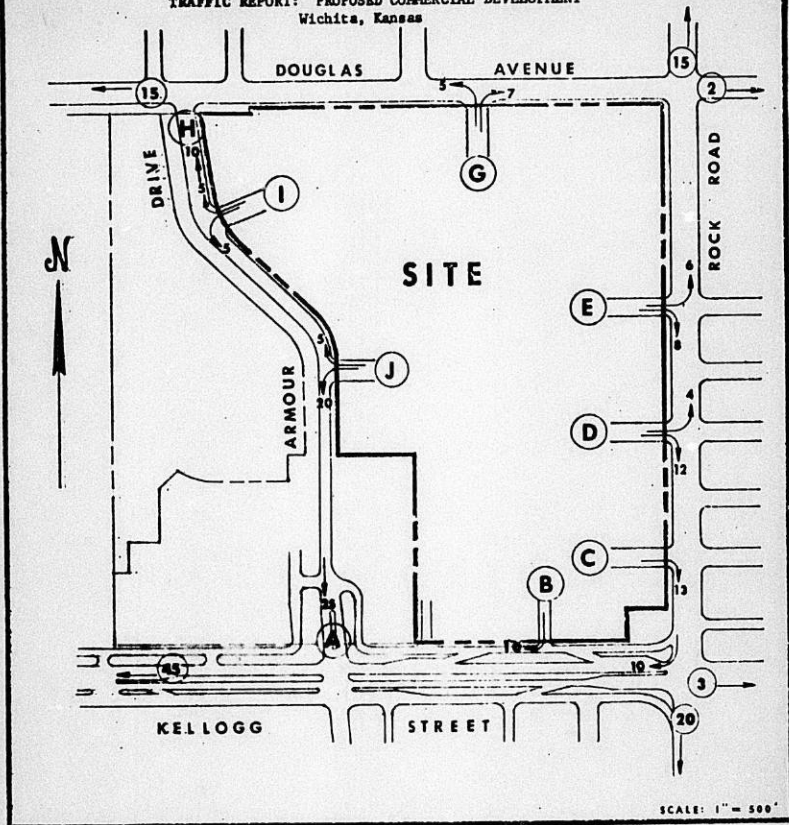 TRAFFIC REPORT: PROPOSED COMMERCIAL DEVELOPMENT
Wichita, Kansas
15
15
DOUGLAS AVENUE
2
5 7
H
10
G
DRIVE
5
I
5
ROCK ROAD
N
SITE
6
E
8
5
J
20
ARMOUR
4
D
12
C
13
B
25
A
10
10
45
3
KELLOGG STREET
20
SCALE: 1" = 500'